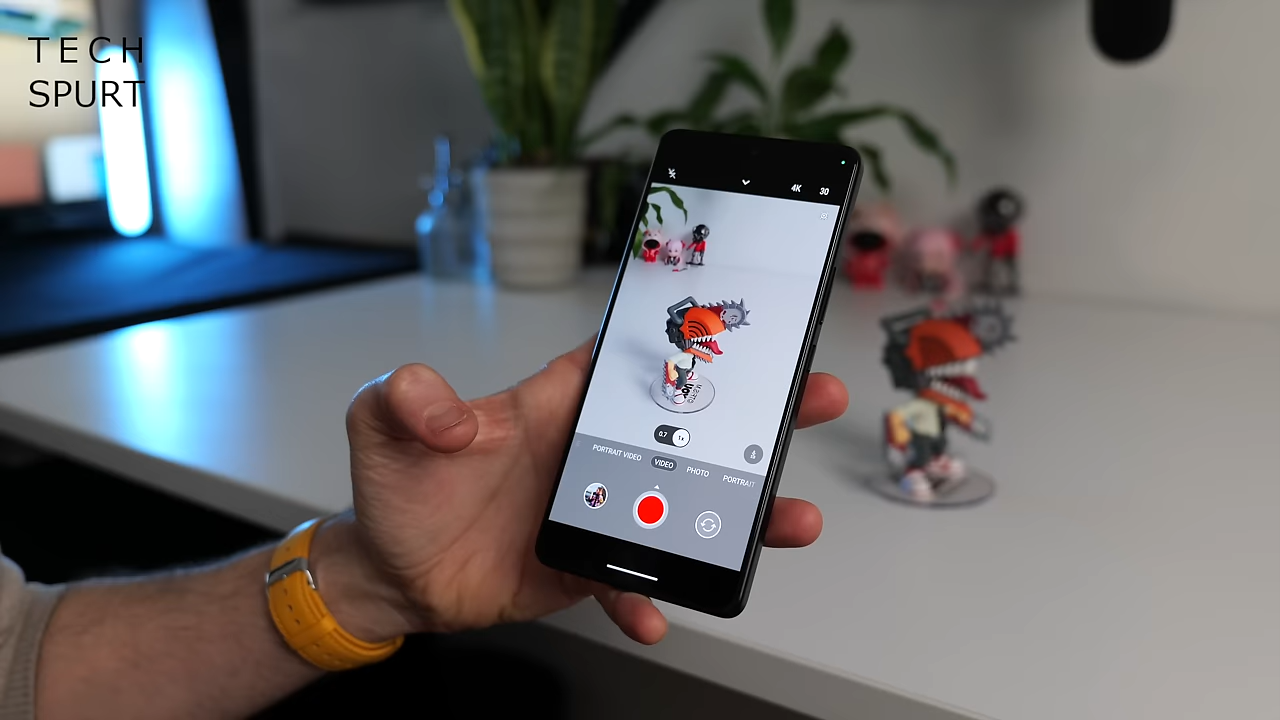 TECH
SPURT
4K 30
0.7 1x
PORTRAIT VIDEO VIDEO PHOTO PORTRAIT